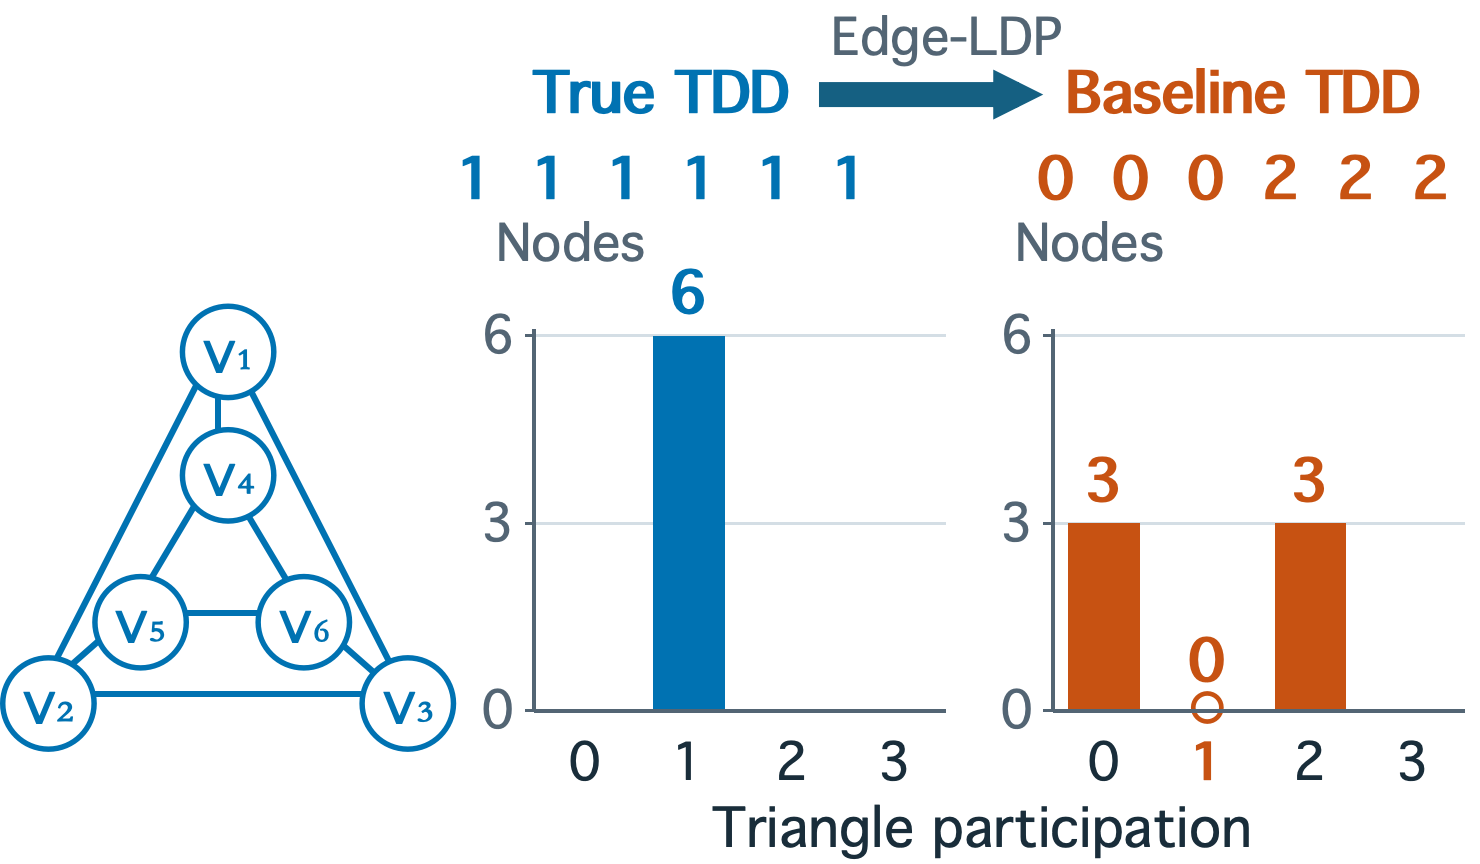 Edge-LDP
True TDD Baseline TDD
1 1 1 1 1 1 0 0 0 2 2 2
Nodes Nodes
6
6 6
3 3
3 3
0
0 0
0 1 2 3 0 1 2 3
Triangle participation
V1
V4
V5 V6
V2 V3